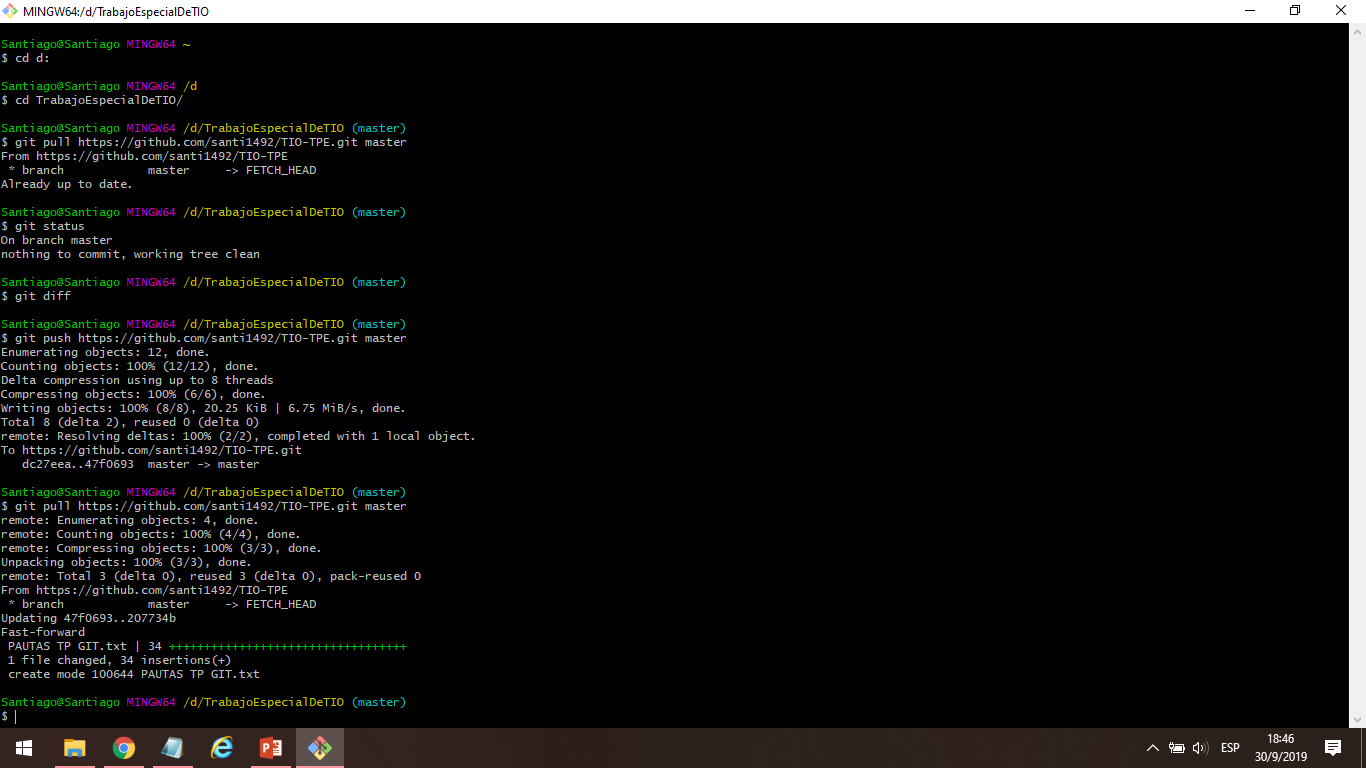 MINGW64:/d/TrabajoEspecialDeTIO
Santiago@Santiago MINGW64 ~
$ cd d:
Santiago@Santiago MINGW64 /d
$ cd TrabajoEspecialDeTIO/
Santiago@Santiago MINGW64 /d/TrabajoEspecialDeTIO (master)
$ git pull https://github.com/santi1492/TIO-TPE.git master
From https://github.com/santi1492/TIO-TPE
 * branch            master     -> FETCH_HEAD
Already up to date.
Santiago@Santiago MINGW64 /d/TrabajoEspecialDeTIO (master)
$ git status
On branch master
nothing to commit, working tree clean
Santiago@Santiago MINGW64 /d/TrabajoEspecialDeTIO (master)
$ git diff
Santiago@Santiago MINGW64 /d/TrabajoEspecialDeTIO (master)
$ git push https://github.com/santi1492/TIO-TPE.git master
Enumerating objects: 12, done.
Counting objects: 100% (12/12), done.
Delta compression using up to 8 threads
Compressing objects: 100% (6/6), done.
Writing objects: 100% (8/8), 20.25 KiB | 6.75 MiB/s, done.
Total 8 (delta 2), reused 0 (delta 0)
remote: Resolving deltas: 100% (2/2), completed with 1 local object.
To https://github.com/santi1492/TIO-TPE.git
   dc27eea..47f0693  master -> master
Santiago@Santiago MINGW64 /d/TrabajoEspecialDeTIO (master)
$ git pull https://github.com/santi1492/TIO-TPE.git master
remote: Enumerating objects: 4, done.
remote: Counting objects: 100% (4/4), done.
remote: Compressing objects: 100% (3/3), done.
Unpacking objects: 100% (3/3), done.
remote: Total 3 (delta 0), reused 3 (delta 0), pack-reused 0
From https://github.com/santi1492/TIO-TPE
 * branch            master     -> FETCH_HEAD
Updating 47f0693..207734b
Fast-forward
 PAUTAS TP GIT.txt | 34 ++++++++++++++++++++++++++++++++++
 1 file changed, 34 insertions(+)
 create mode 100644 PAUTAS TP GIT.txt
Santiago@Santiago MINGW64 /d/TrabajoEspecialDeTIO (master)
$
ESP
18:46
30/9/2019